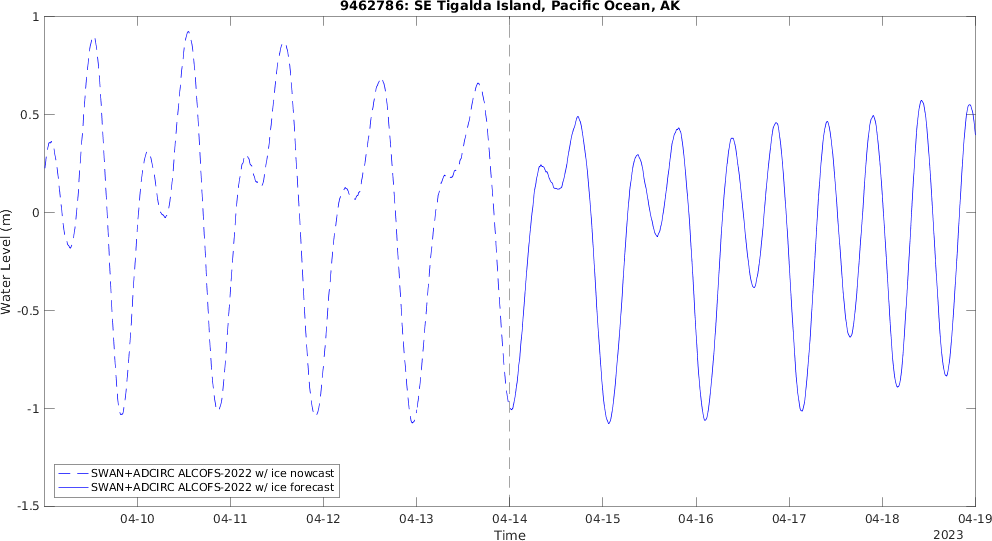 9462786: SE Tigalda Island, Pacific Ocean, AK
1
0.5
0
-0.5
-1
-1.5
Water Level (m)
SWAN+ADCIRC ALCOFS-2022 w/ ice nowcast
SWAN+ADCIRC ALCOFS-2022 w/ ice forecast
04-10 04-11 04-12 04-13 04-14 04-15 04-16 04-17 04-18 04-19
Time
2023